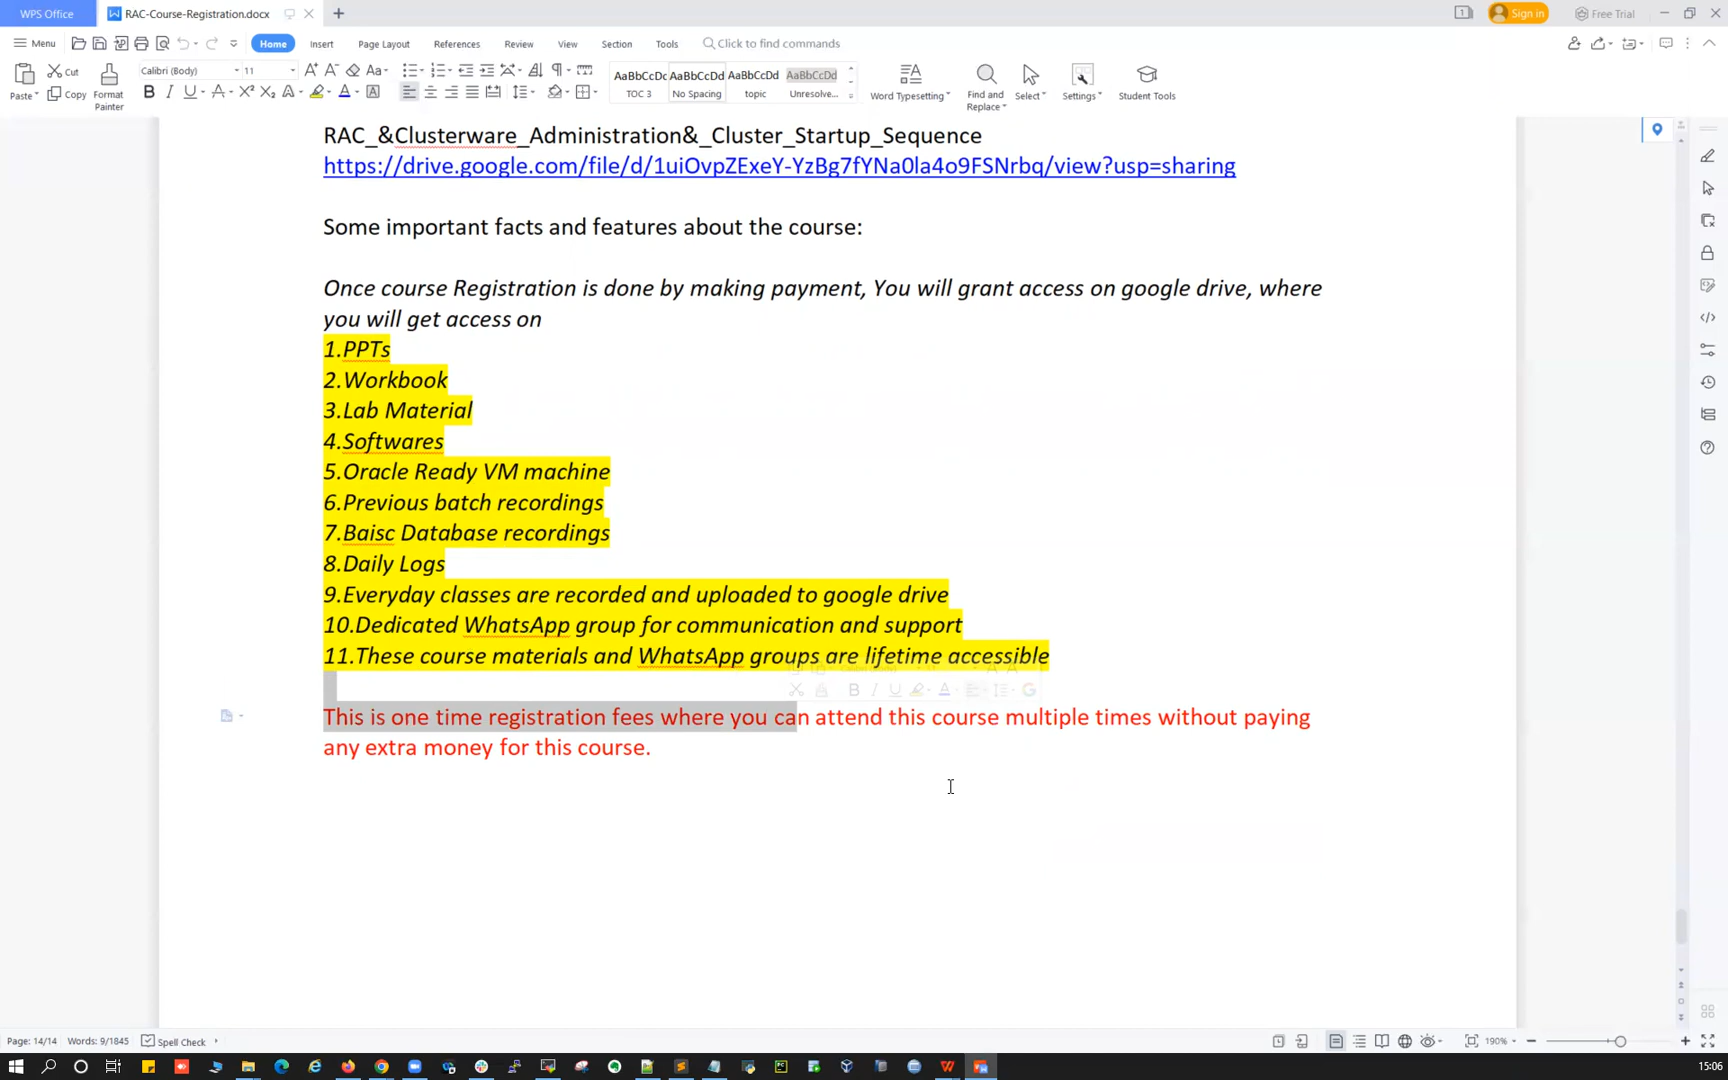 WPS Office
RAC-Course-Registration.docx
Sign in
Free Trial
Menu
Home
Insert
Page Layout
References
Review
View
Section
Tools
Click to find commands
Paste
Cut
Copy
Format Painter
Calibri (Body)
11
AaBbCcDd
TOC 3
AaBbCcDd
No Spacing
AaBbCcDd
topic
AaBbCcDd
Unresolve...
Word Typesetting
Find and Replace
Select
Settings
Student Tools
RAC_&Clusterware_Administration&_Cluster_Startup_Sequence
https://drive.google.com/file/d/1uiOvpZExeY-YzBg7fYNa0la4o9FSNrbq/view?usp=sharing
Some important facts and features about the course:
Once course Registration is done by making payment, You will grant access on google drive, where
you will get access on
1.PPTs
2.Workbook
3.Lab Material
4.Softwares
5.Oracle Ready VM machine
6.Previous batch recordings
7.Baisc Database recordings
8.Daily Logs
9.Everyday classes are recorded and uploaded to google drive
10.Dedicated WhatsApp group for communication and support
11.These course materials and WhatsApp groups are lifetime accessible
This is one time registration fees where you can attend this course multiple times without paying
any extra money for this course.
Page: 14/14
Words: 9/1845
Spell Check
190%
15:06